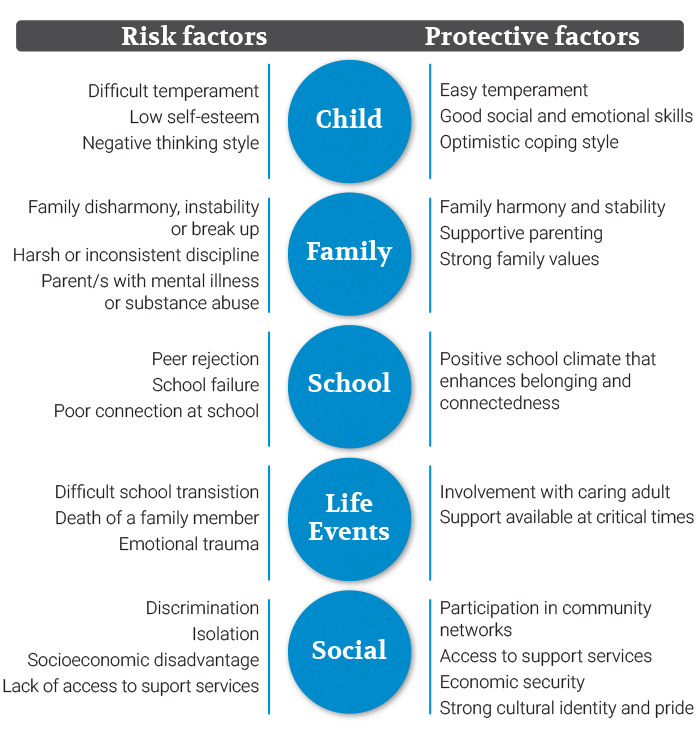 Risk factors
Protective factors
Difficult temperament
Low self-esteem
Negative thinking style
Child
Easy temperament
Good social and emotional skills
Optimistic coping style
Family disharmony, instability
or break up
Harsh or inconsistent discipline
Parent/s with mental illness
or substance abuse
Family
Family harmony and stability
Supportive parenting
Strong family values
Peer rejection
School failure
Poor connection at school
School
Positive school climate that
enhances belonging and
connectedness
Difficult school transistion
Death of a family member
Emotional trauma
Life
Events
Involvement with caring adult
Support available at critical times
Discrimination
Isolation
Socioeconomic disadvantage
Lack of access to suport services
Social
Participation in community
networks
Access to support services
Economic security
Strong cultural identity and pride